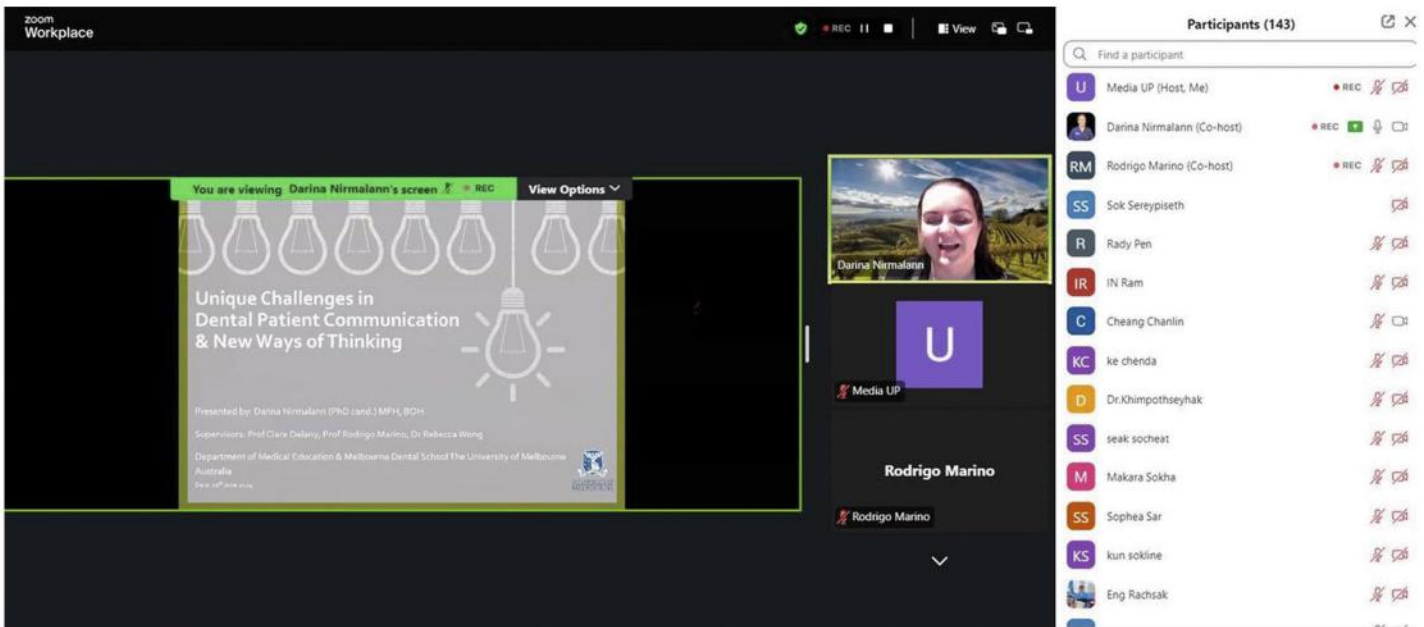 zoom
Workplace
REC
View
You are viewing Darina Nirmalann's screen REC View Options
Unique Challenges in
Dental Patient Communication
& New Ways of Thinking
Presented by: Darina Nirmalann (PhD cand.) MPH, BOH
Supervisors: Prof Clare Delany, Prof Rodrigo Marino, Dr Rebecca Wong
Department of Medical Education & Melbourne Dental School The University of Melbourne
Australia
Darina Nirmalann
U
Media UP
Rodrigo Marino
Rodrigo Marino
Participants (143)
Find a participant
U Media UP (Host, Me) REC
Darina Nirmalann (Co-host) REC
RM Rodrigo Marino (Co-host) REC
SS Sok Sereypiseth
R Rady Pen
IR IN Ram
C Cheang Chanlin
KC ke chenda
D Dr.Khimpothseyhak
SS seak socheat
M Makara Sokha
SS Sophea Sar
KS kun sokline
Eng Rachsak